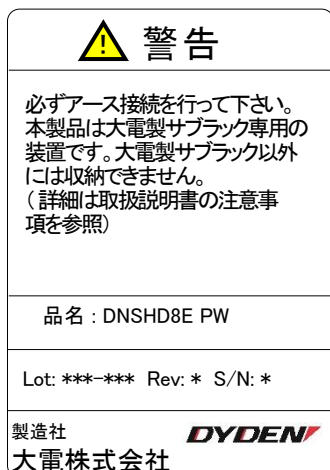 警告
必ずアース接続を行って下さい。
本製品は大電製サブラック専用の
装置です。大電製サブラック以外
には収納できません。
(詳細は取扱説明書の注意事
項を参照)
品名 : DNSHD8E PW
Lot: ***-*** Rev: * S/N: *
製造社
DYDEN
大電株式会社